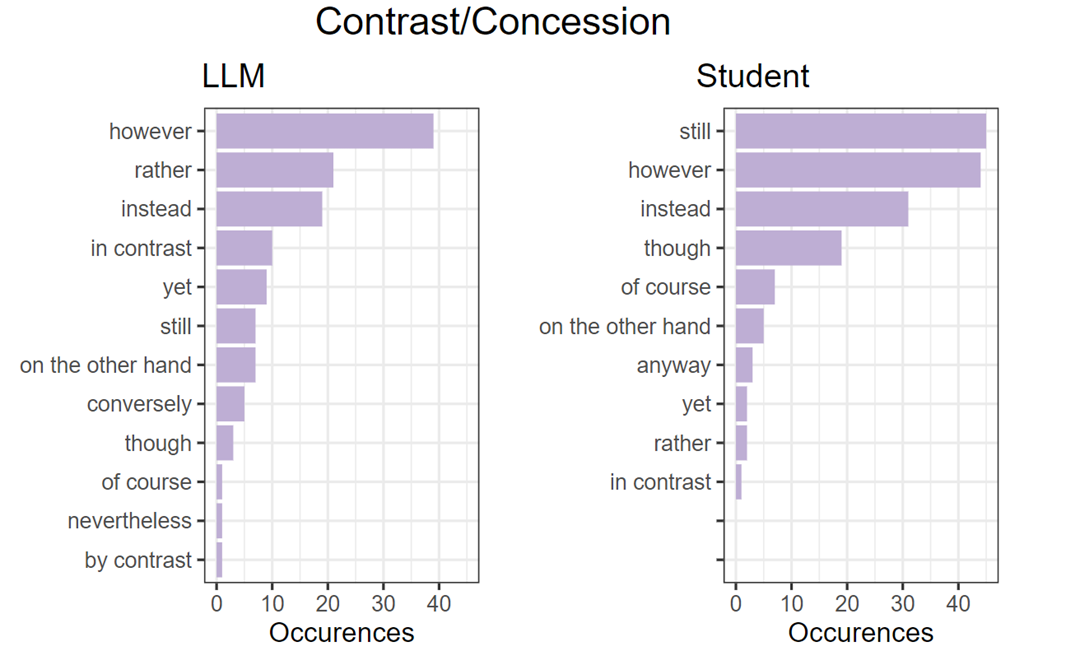 Contrast/Concession
LLM
however
rather
instead
in contrast
yet
still
on the other hand
conversely
though
of course
nevertheless
by contrast
0 10 20 30 40
Occurences
Student
still
however
instead
though
of course
on the other hand
anyway
yet
rather
in contrast
0 10 20 30 40
Occurences